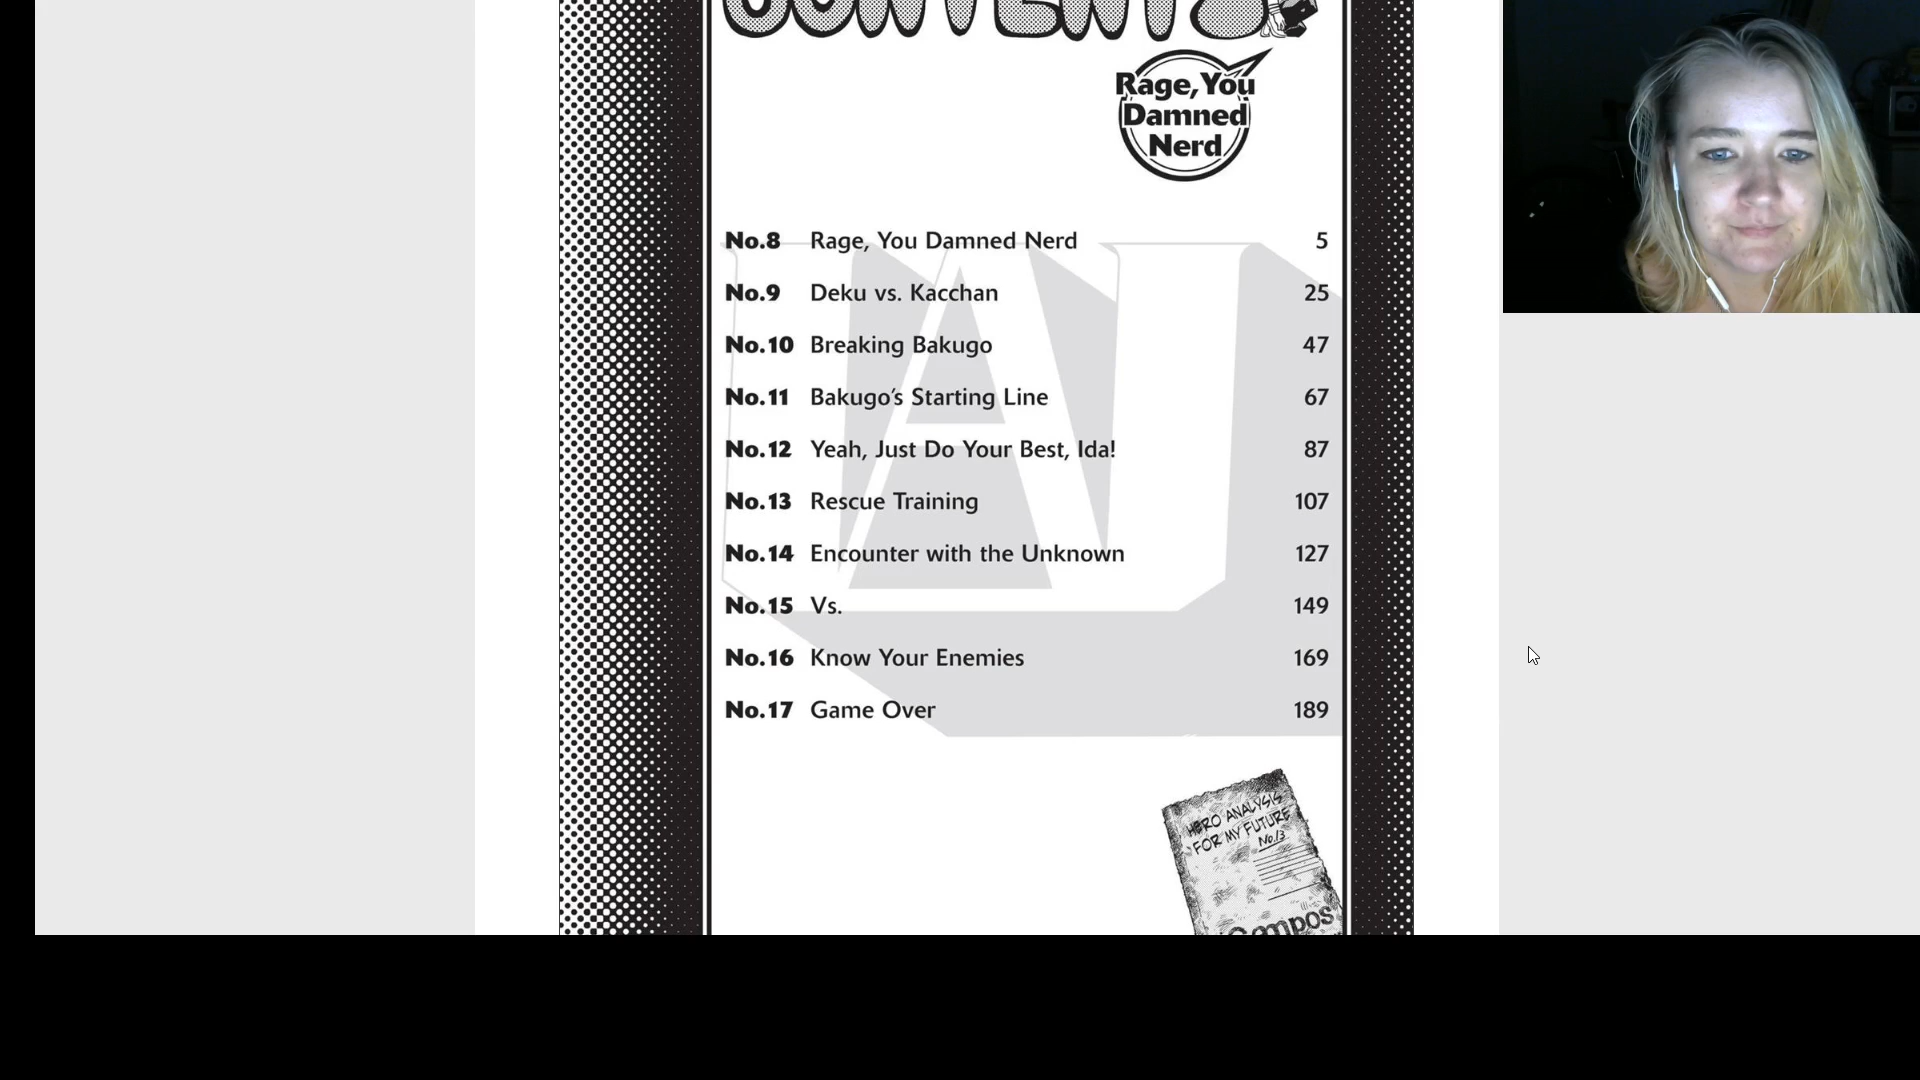 CONTENTS
Rage, You
Damned
Nerd
No.8 Rage, You Damned Nerd 5
No.9 Deku vs. Kacchan 25
No.10 Breaking Bakugo 47
No.11 Bakugo's Starting Line 67
No.12 Yeah, Just Do Your Best, Ida! 87
No.13 Rescue Training 107
No.14 Encounter with the Unknown 127
No.15 Vs. 149
No.16 Know Your Enemies 169
No.17 Game Over 189
HERO ANALYSIS
FOR MY FUTURE
No.13
Campos